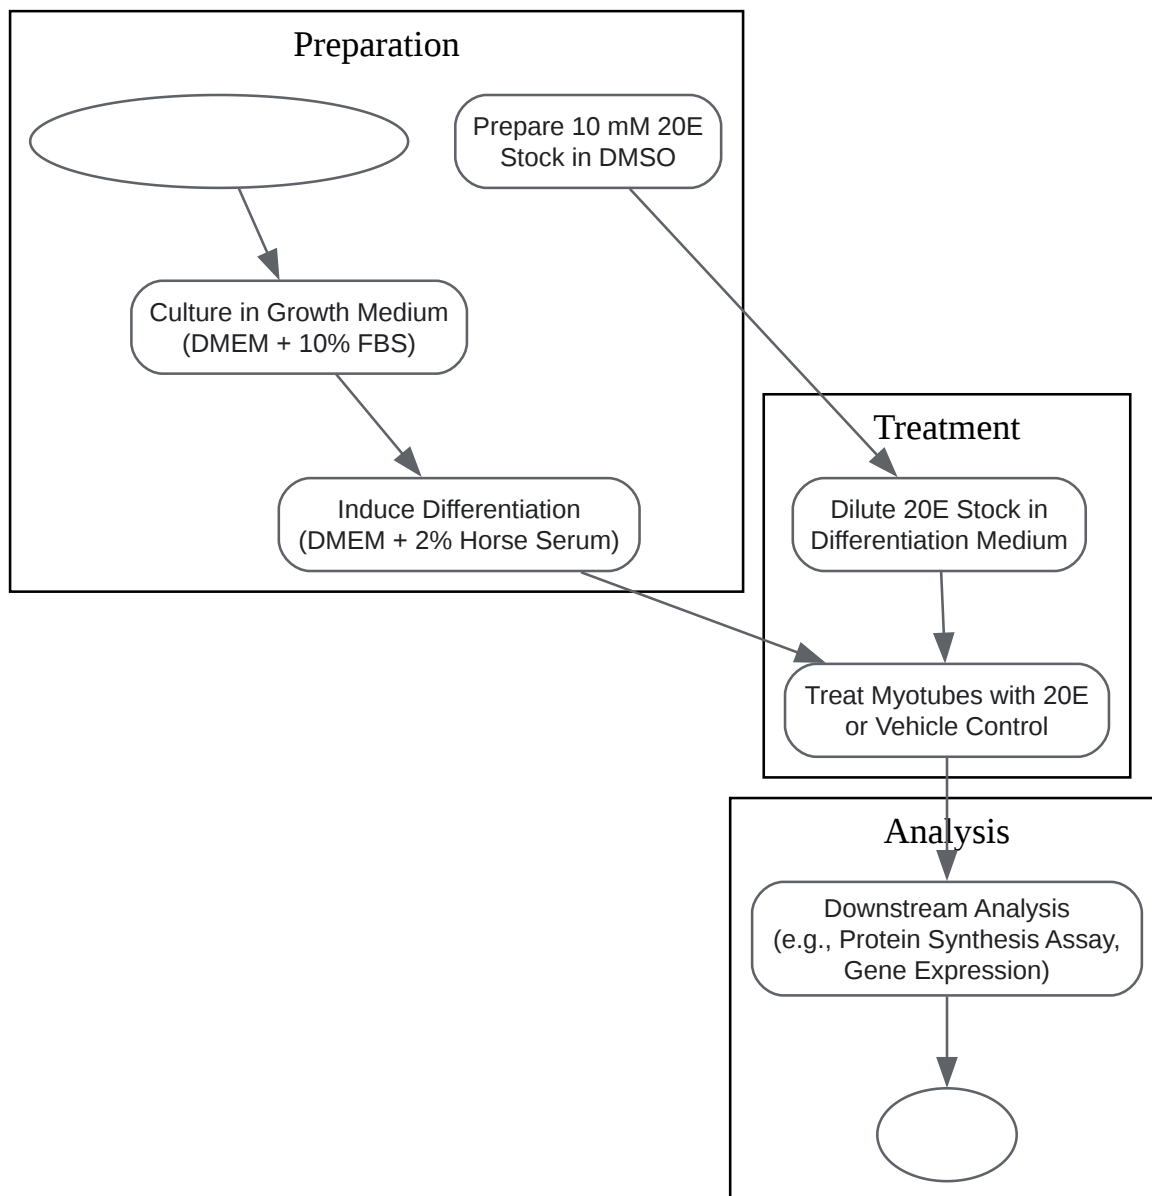 Preparation
Prepare 10 mM 20E
Stock in DMSO
Culture in Growth Medium
(DMEM + 10% FBS)
Induce Differentiation
(DMEM + 2% Horse Serum)
Treatment
Dilute 20E Stock in
Differentiation Medium
Treat Myotubes with 20E
or Vehicle Control
Analysis
Downstream Analysis
(e.g., Protein Synthesis Assay,
Gene Expression)